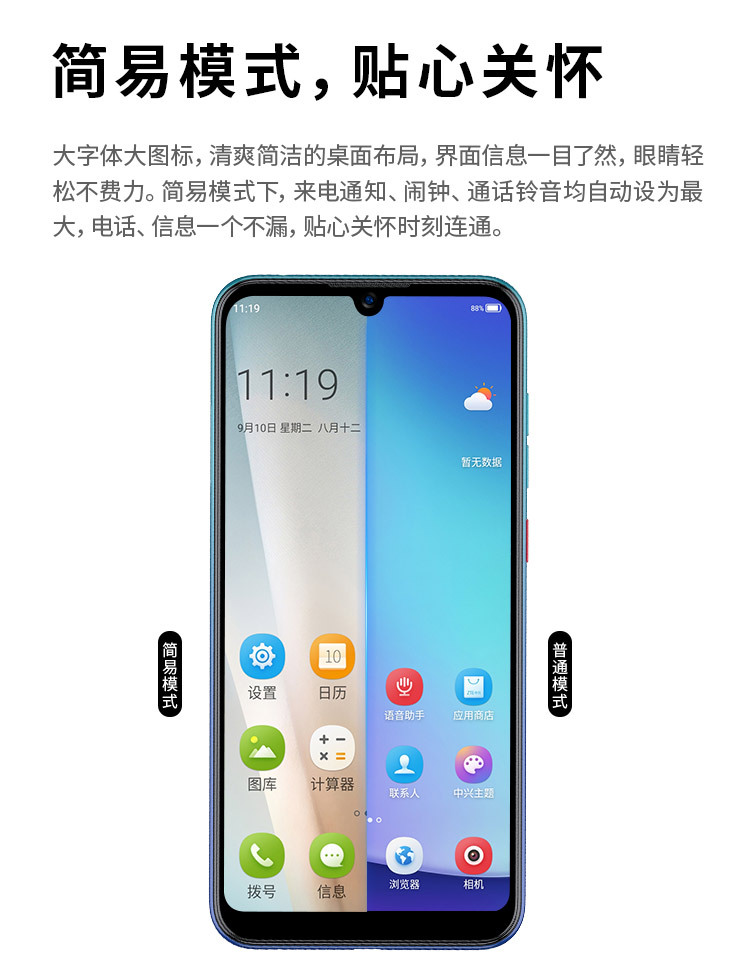 简易模式，贴心关怀
大字体大图标，清爽简洁的桌面布局，界面信息一目了然，眼睛轻
松不费力。简易模式下，来电通知、闹钟、通话铃音均自动设为最
大，电话、信息一个不漏，贴心关怀时刻连通。
11:19
88%
11:19
9月10日 星期二 八月十二
暂无数据
简易模式
普通模式
10
设置
日历
语音助手
应用商店
图库
计算器
联系人
中兴主题
拨号
信息
浏览器
相机